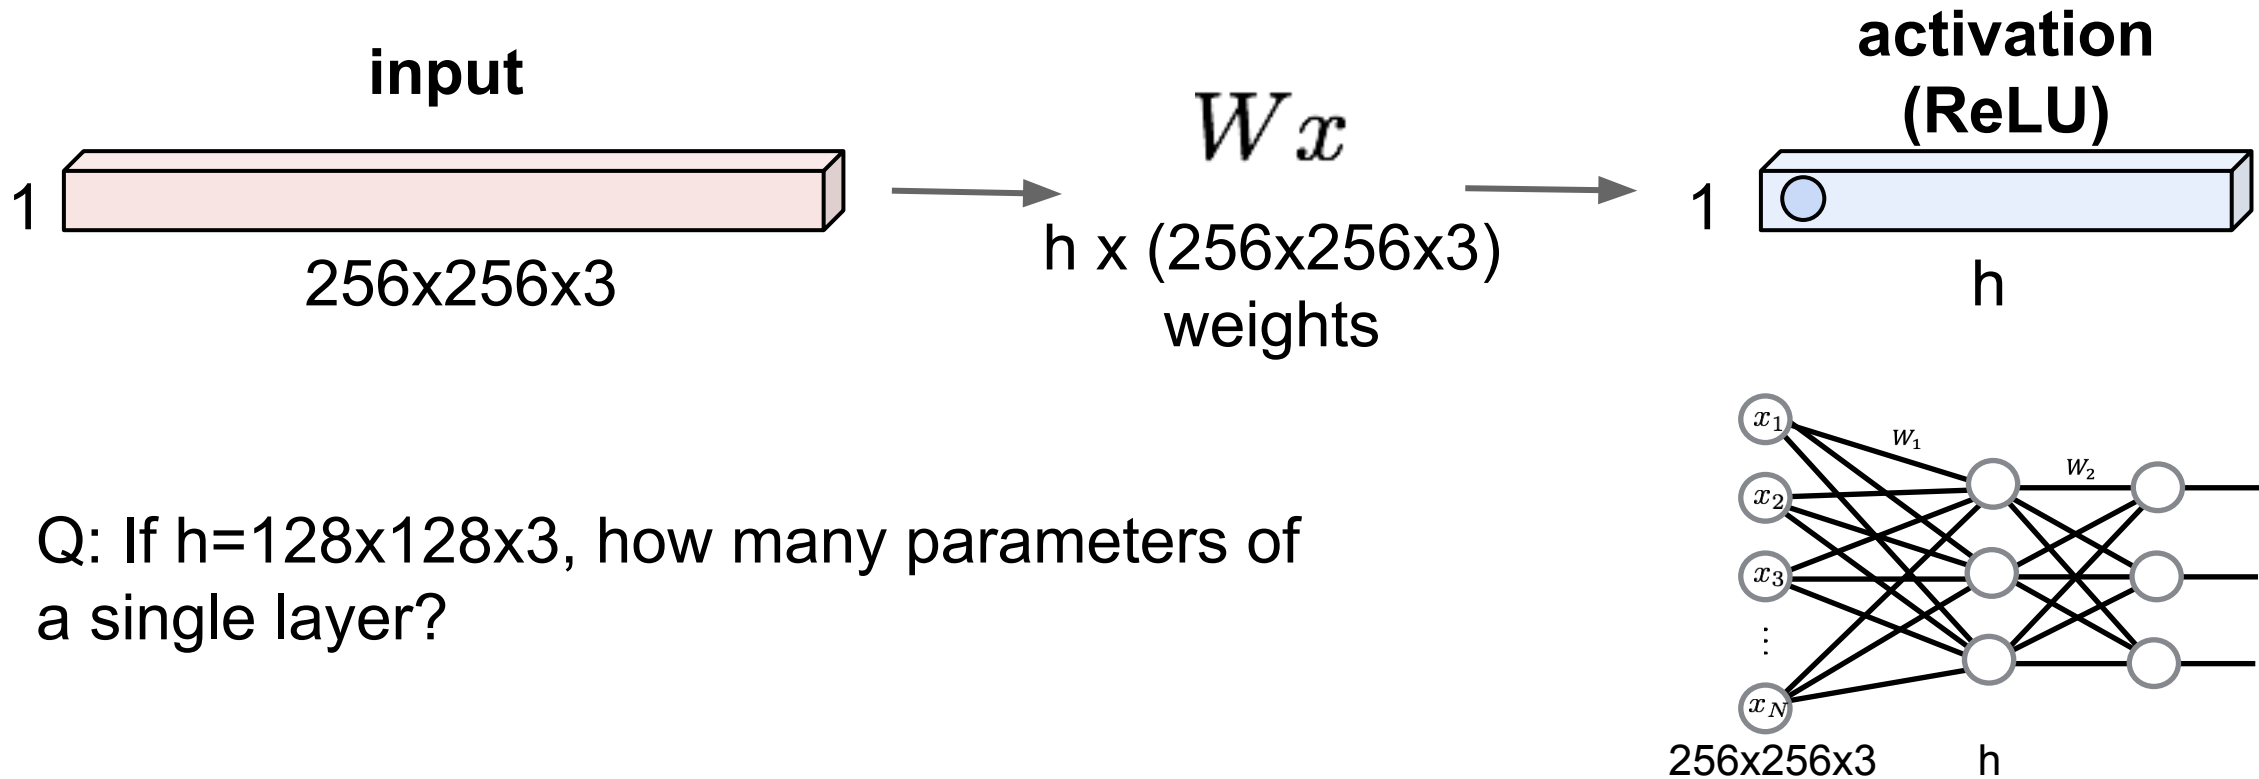 input
1
256x256x3
Wx
h x (256x256x3)
weights
activation
(ReLU)
1
h
Q: If h=128x128x3, how many parameters of
a single layer?
x₁
W₁
x₂
W₂
x₃
⋮
x_N
256x256x3
h